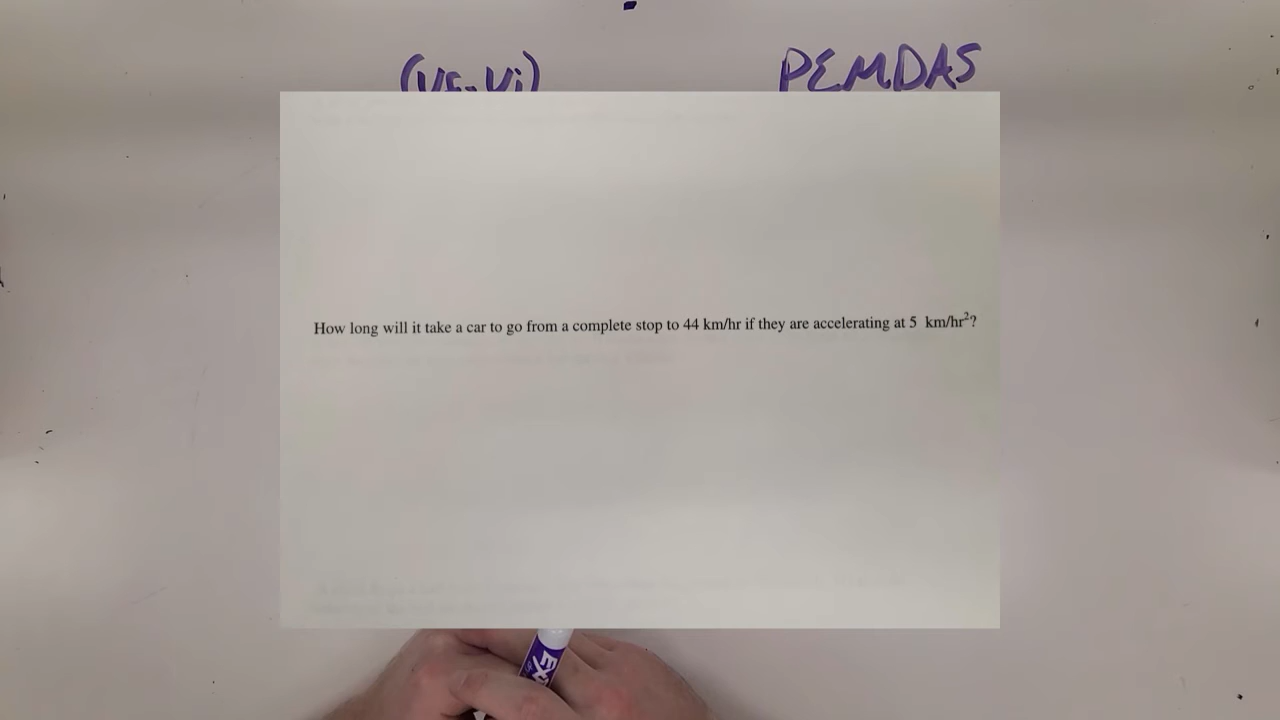 (Vf-Vi) PEMDAS
How long will it take a car to go from a complete stop to 44 km/hr if they are accelerating at 5 km/hr²?
EX